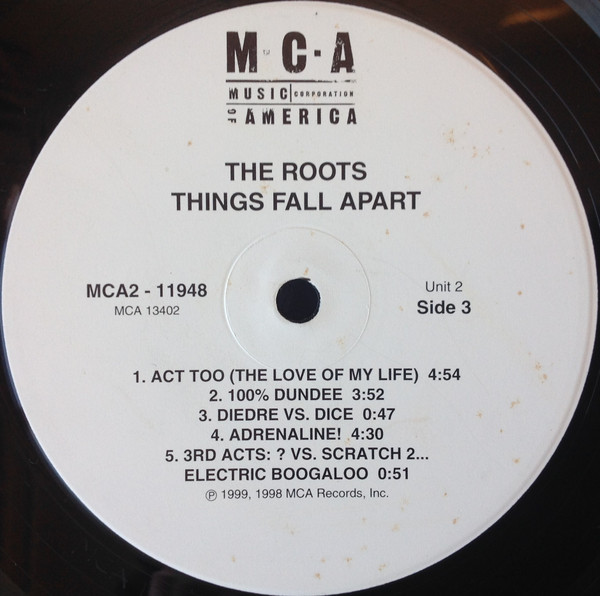 M·C·A
MUSIC CORPORATION
OF AMERICA
THE ROOTS
THINGS FALL APART
MCA2 - 11948
MCA 13402
Unit 2
Side 3
1. ACT TOO (THE LOVE OF MY LIFE) 4:54
2. 100% DUNDEE 3:52
3. DIEDRE VS. DICE 0:47
4. ADRENALINE! 4:30
5. 3RD ACTS: ? VS. SCRATCH 2...
ELECTRIC BOOGALOO 0:51
℗ 1999, 1998 MCA Records, Inc.